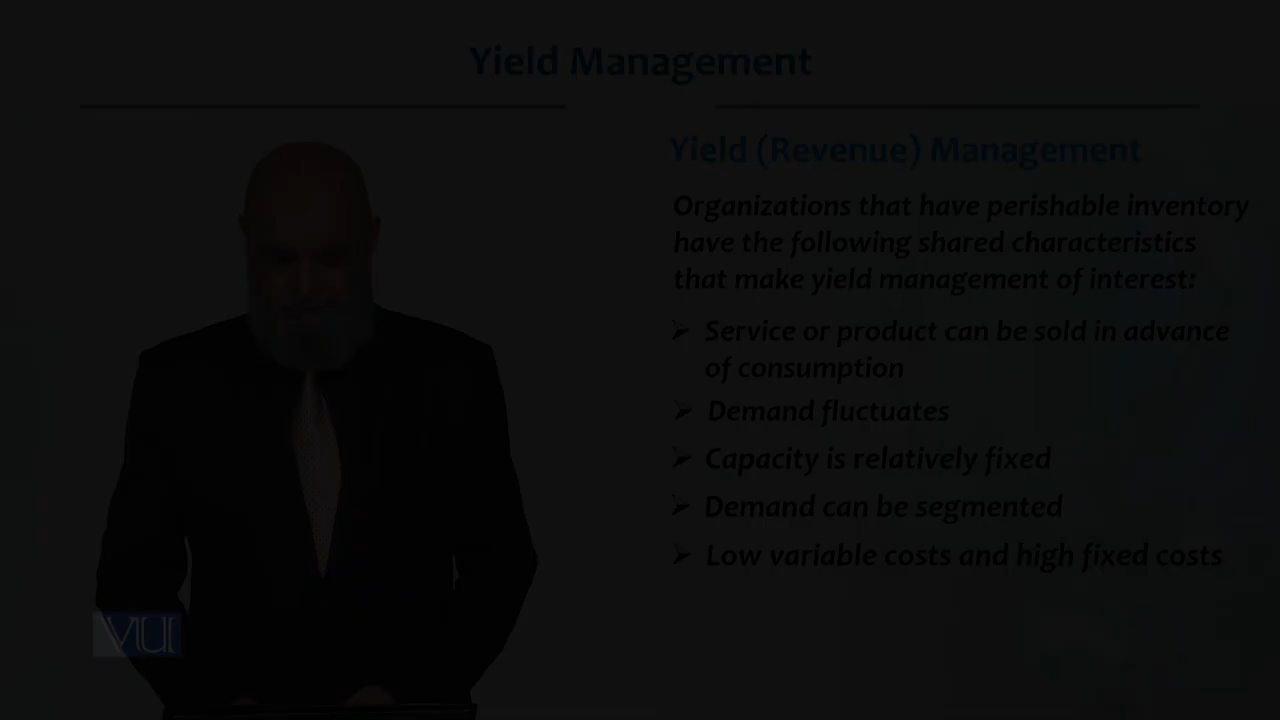 Yield Management
Yield (Revenue) Management
Organizations that have perishable inventory
have the following shared characteristics
that make yield management of interest:
➢ Service or product can be sold in advance
of consumption
➢ Demand fluctuates
➢ Capacity is relatively fixed
➢ Demand can be segmented
➢ Low variable costs and high fixed costs
VU